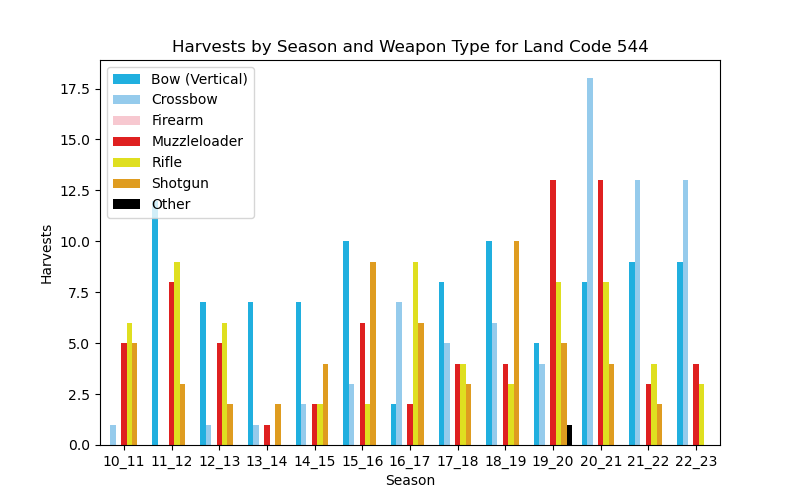 Harvests by Season and Weapon Type for Land Code 544
Bow (Vertical)
Crossbow
Firearm
Muzzleloader
Rifle
Shotgun
Other
17.5
15.0
12.5
10.0
7.5
5.0
2.5
0.0
Harvests
10_11 11_12 12_13 13_14 14_15 15_16 16_17 17_18 18_19 19_20 20_21 21_22 22_23
Season